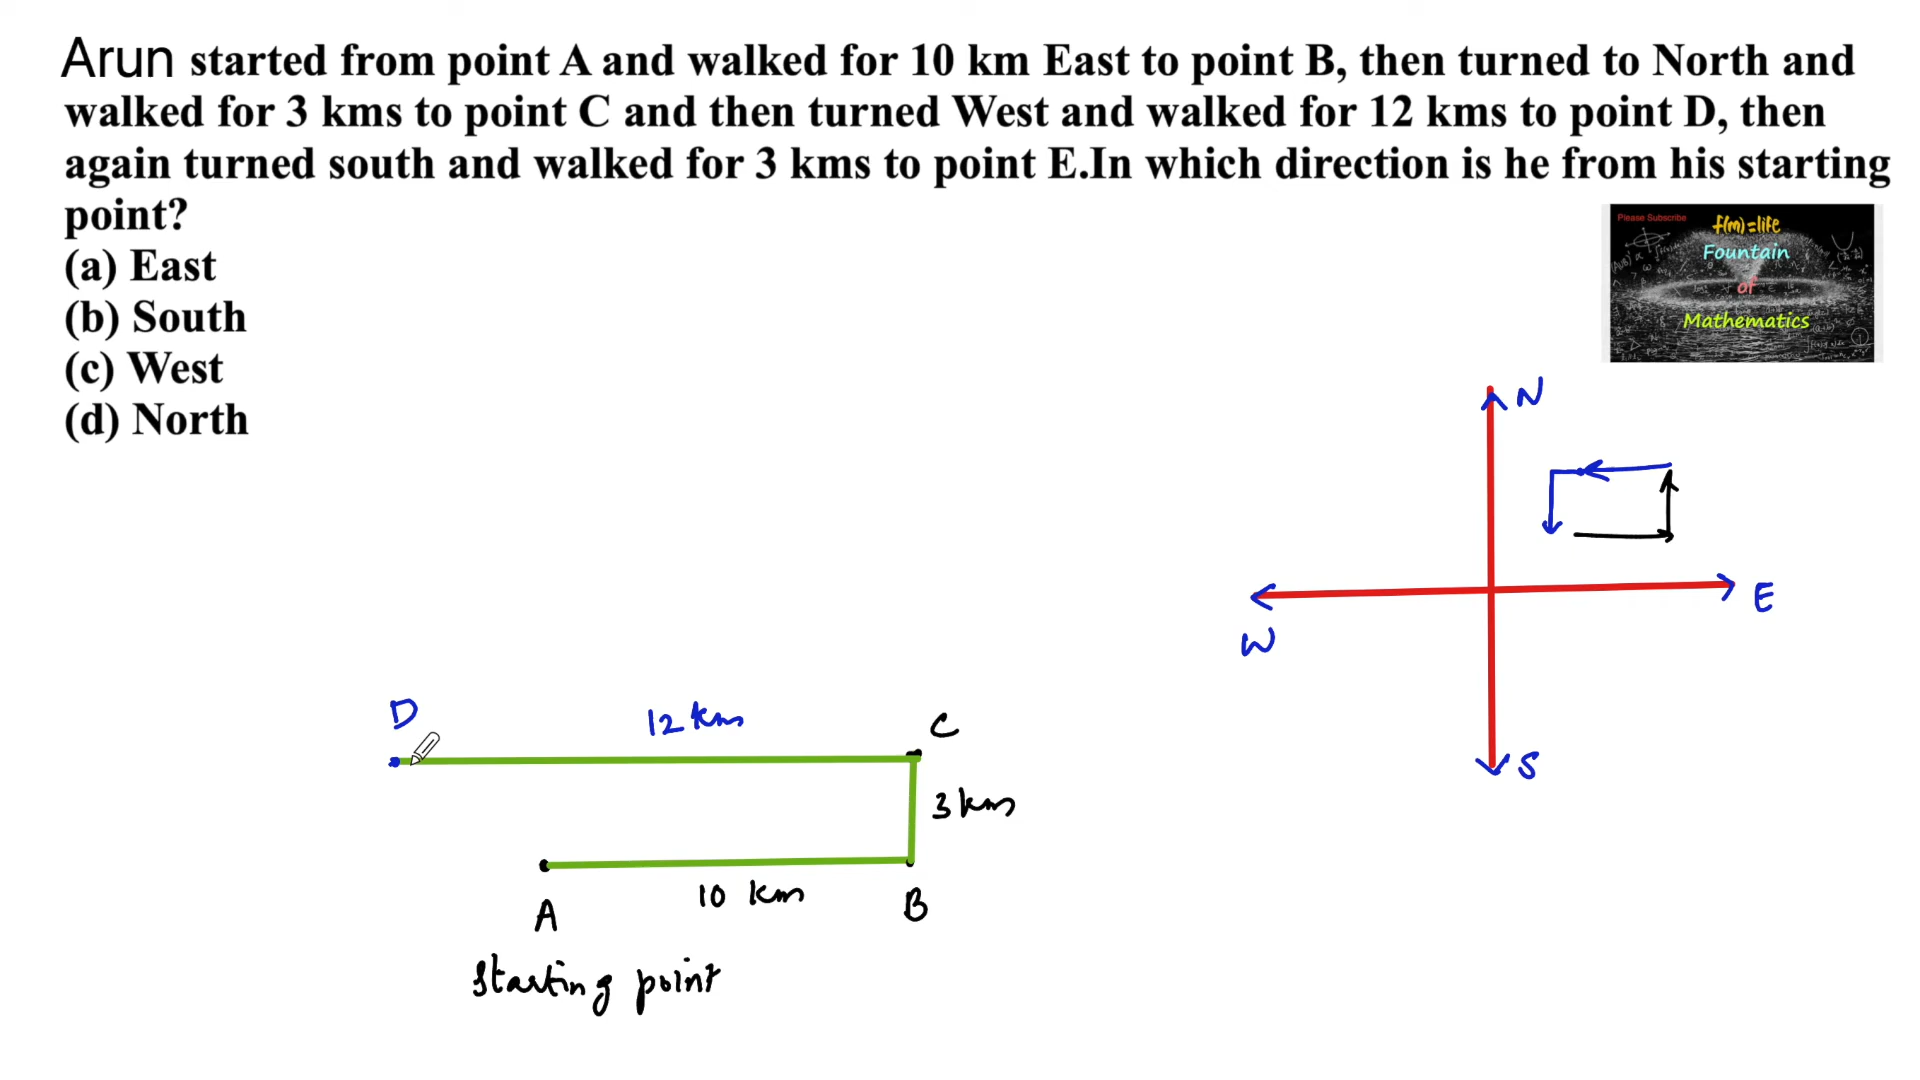 Arun started from point A and walked for 10 km East to point B, then turned to North and
walked for 3 kms to point C and then turned West and walked for 12 kms to point D, then
again turned south and walked for 3 kms to point E.In which direction is he from his starting
point?
(a) East
(b) South
(c) West
(d) North
Please Subscribe
f(m)=life
Fountain
of
Mathematics
N
E
W
S
D
12 km
C
3 km
A
10 km
B
Starting point